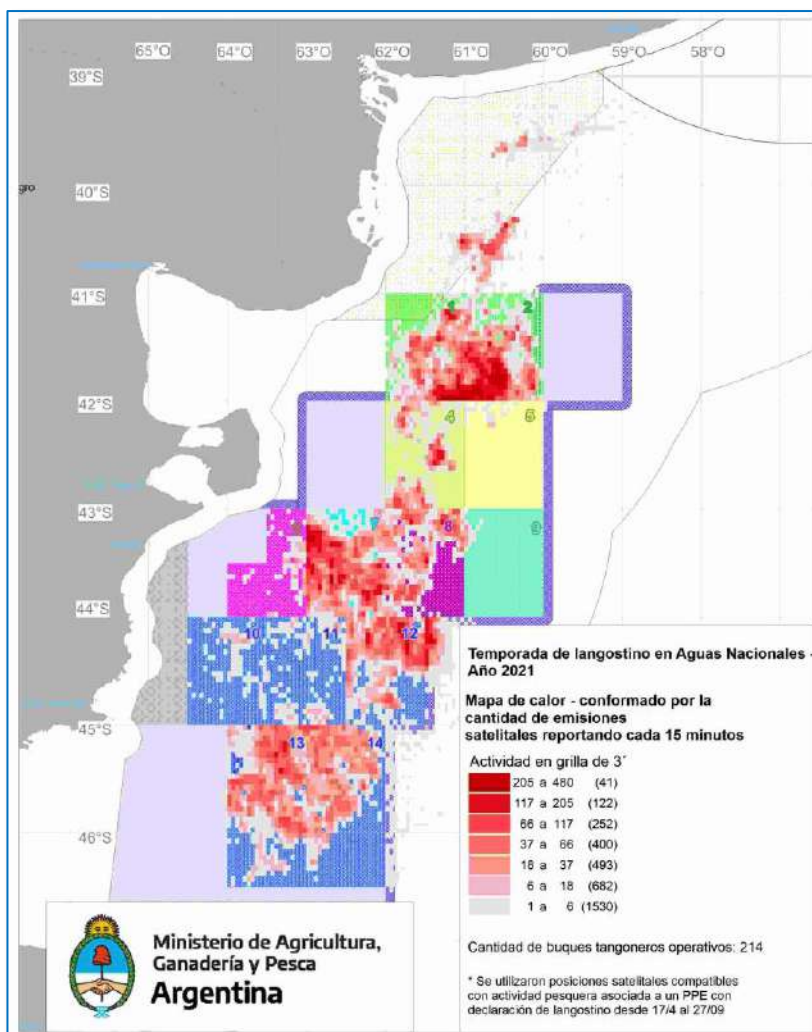 65°O 64°O 63°O 62°O 61°O 60°O 59°O 58°O
39°S
gro
40°S
41°S
1 2
42°S
4 5
43°S
8 9
44°S
10 11 12
45°S
13 14
46°S
Temporada de langostino en Aguas Nacionales -
Año 2021
Mapa de calor - conformado por la
cantidad de emisiones
satelitales reportando cada 15 minutos
Actividad en grilla de 3´
205 a 480 (41)
117 a 205 (122)
66 a 117 (252)
37 a 66 (400)
18 a 37 (493)
6 a 18 (682)
1 a 6 (1530)
Cantidad de buques tangoneros operativos: 214
* Se utilizaron posiciones satelitales compatibles
con actividad pesquera asociada a un PPE con
declaración de langostino desde 17/4 al 27/09
Ministerio de Agricultura,
Ganadería y Pesca
Argentina